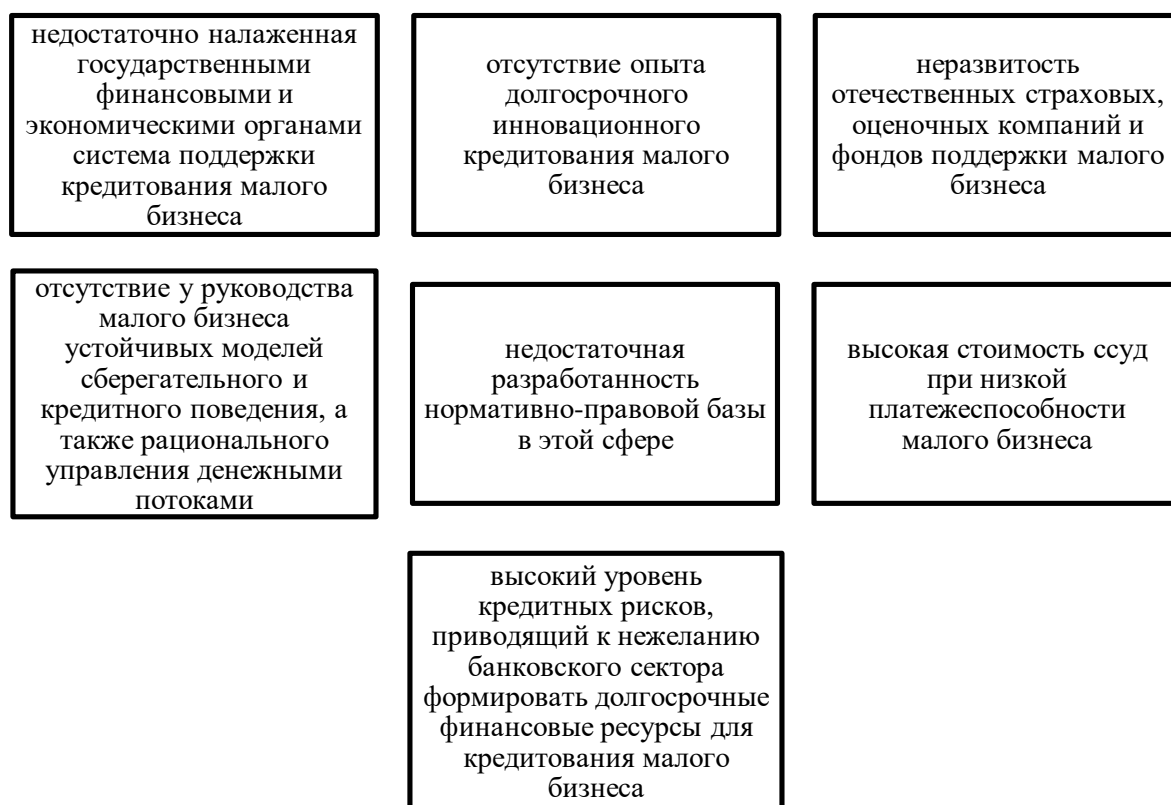 недостаточно налаженная
государственными
финансовыми и
экономическими органами
система поддержки
кредитования малого
бизнеса
отсутствие опыта
долгосрочного
инновационного
кредитования малого
бизнеса
неразвитость
отечественных страховых,
оценочных компаний и
фондов поддержки малого
бизнеса
отсутствие у руководства
малого бизнеса
устойчивых моделей
сберегательного и
кредитного поведения, а
также рационального
управления денежными
потоками
недостаточная
разработанность
нормативно-правовой базы
в этой сфере
высокая стоимость ссуд
при низкой
платежеспособности
малого бизнеса
высокий уровень
кредитных рисков,
приводящий к нежеланию
банковского сектора
формировать долгосрочные
финансовые ресурсы для
кредитования малого
бизнеса